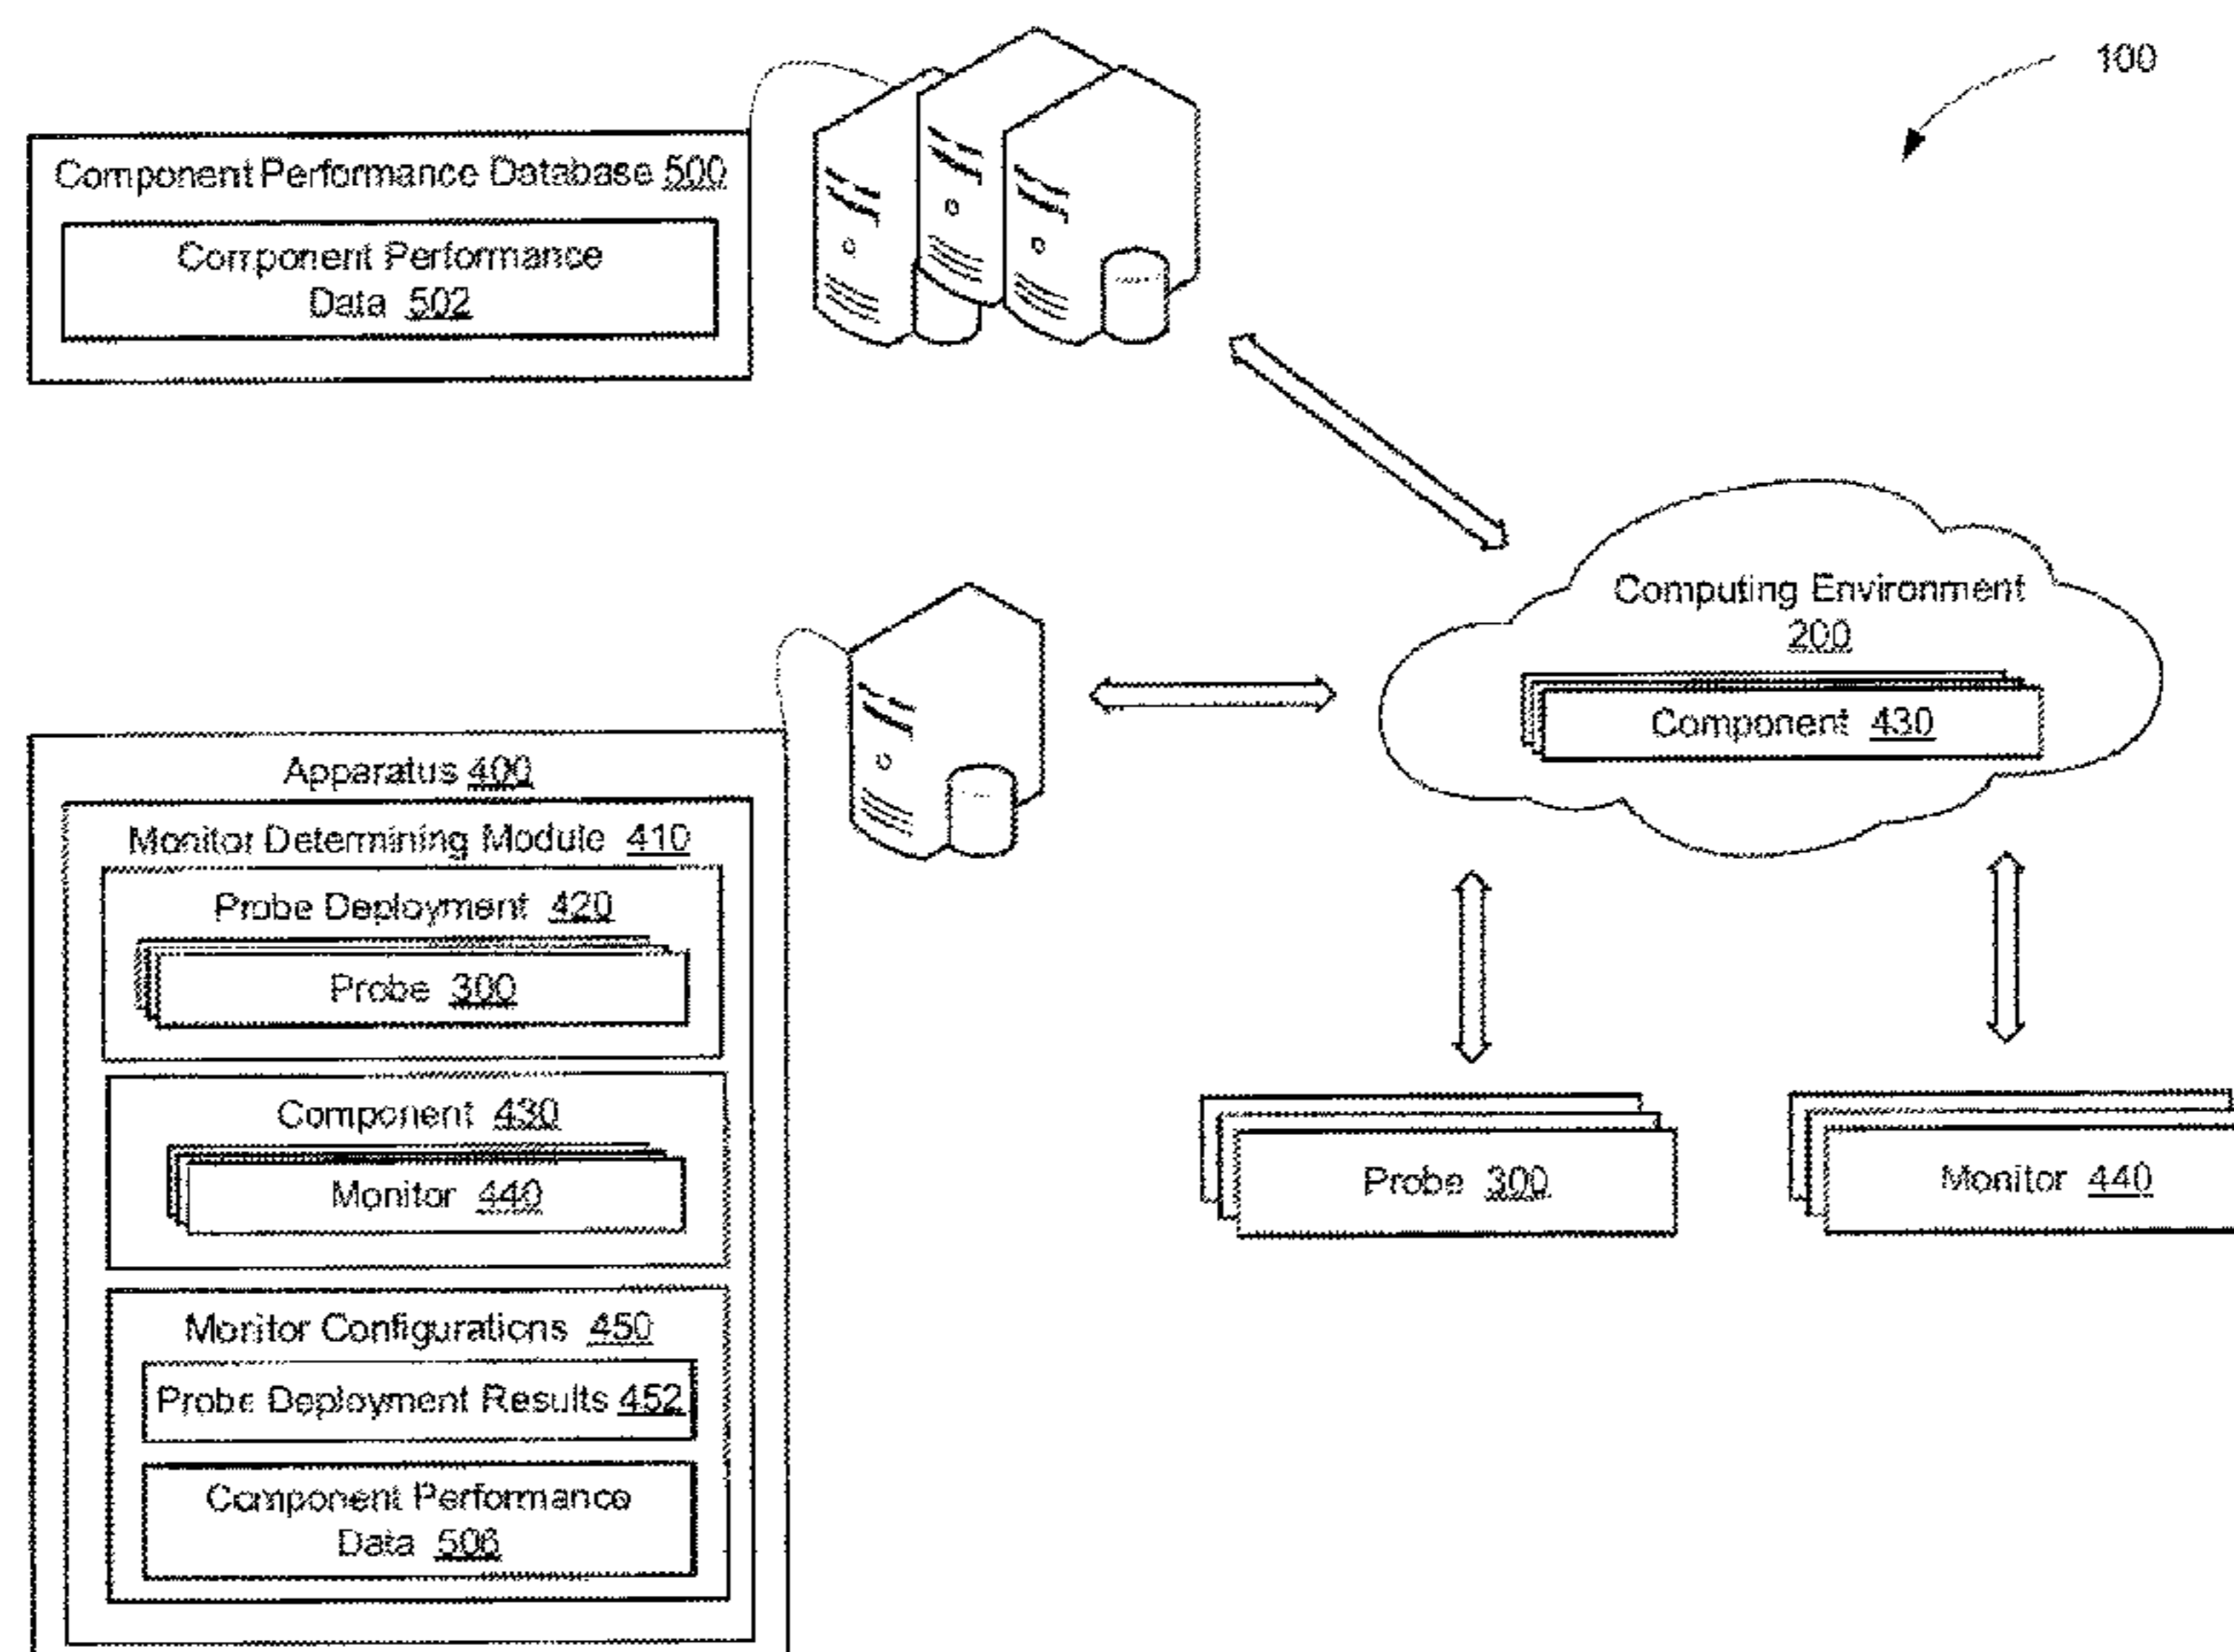 100
Component Performance Database 500
Component Performance
Data 502
Computing Environment
200
Component 430
Apparatus 400
Monitor Determining Module 410
Probe Deployment 420
Probe 300
Component 430
Monitor 440
Monitor Configurations 450
Probe Deployment Results 452
Component Performance
Data 506
Probe 300
Monitor 440